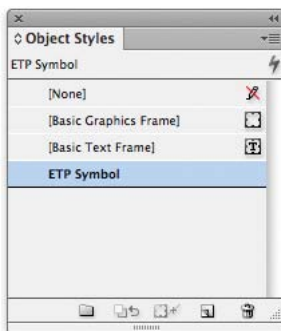 Object Styles
ETP Symbol
[None]
[Basic Graphics Frame]
[Basic Text Frame]
ETP Symbol